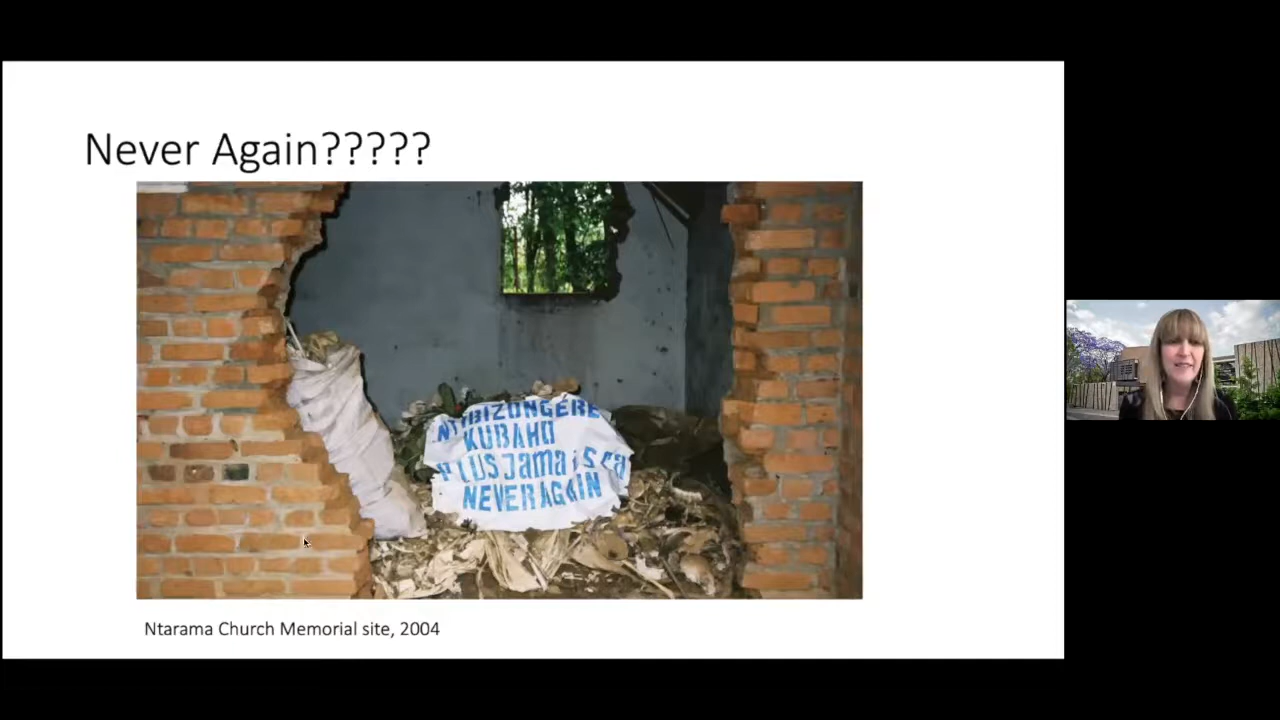 Never Again?????
NTIBIZONGERE
KUBAHO
PLUS Jamais ça
NEVER AGAIN
Ntarama Church Memorial site, 2004